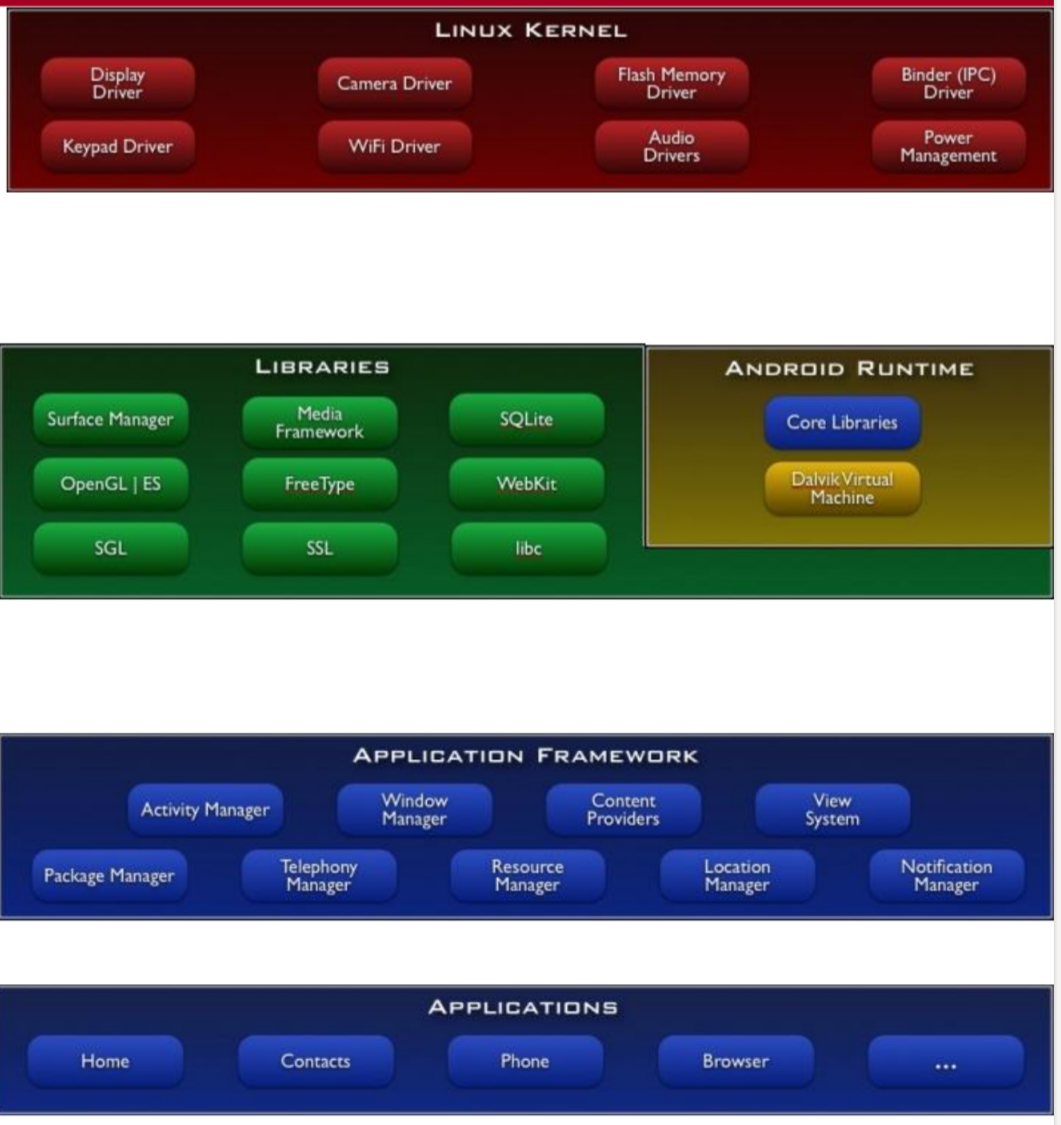 LINUX KERNEL
Display
Driver
Camera Driver
Flash Memory
Driver
Binder (IPC)
Driver
Keypad Driver
WiFi Driver
Audio
Drivers
Power
Management
LIBRARIES
Surface Manager
Media
Framework
SQLite
OpenGL | ES
FreeType
WebKit
SGL
SSL
libc
ANDROID RUNTIME
Core Libraries
Dalvik Virtual
Machine
APPLICATION FRAMEWORK
Activity Manager
Window
Manager
Content
Providers
View
System
Package Manager
Telephony
Manager
Resource
Manager
Location
Manager
Notification
Manager
APPLICATIONS
Home
Contacts
Phone
Browser
...